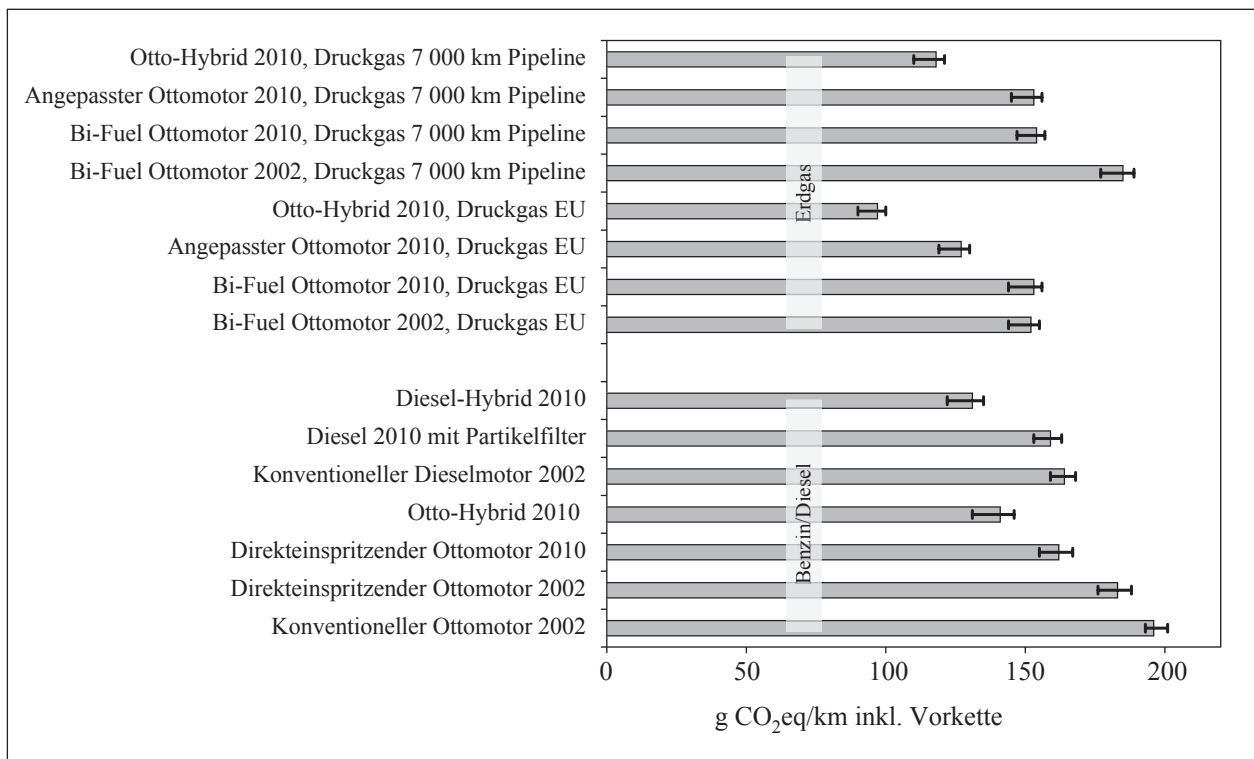 Otto-Hybrid 2010, Druckgas 7 000 km Pipeline
Angepasster Ottomotor 2010, Druckgas 7 000 km Pipeline
Bi-Fuel Ottomotor 2010, Druckgas 7 000 km Pipeline
Bi-Fuel Ottomotor 2002, Druckgas 7 000 km Pipeline
Otto-Hybrid 2010, Druckgas EU
Angepasster Ottomotor 2010, Druckgas EU
Bi-Fuel Ottomotor 2010, Druckgas EU
Bi-Fuel Ottomotor 2002, Druckgas EU
Erdgas
Diesel-Hybrid 2010
Diesel 2010 mit Partikelfilter
Konventioneller Dieselmotor 2002
Otto-Hybrid 2010
Direkteinspritzender Ottomotor 2010
Direkteinspritzender Ottomotor 2002
Konventioneller Ottomotor 2002
Benzin/Diesel
0 50 100 150 200
g CO₂eq/km inkl. Vorkette